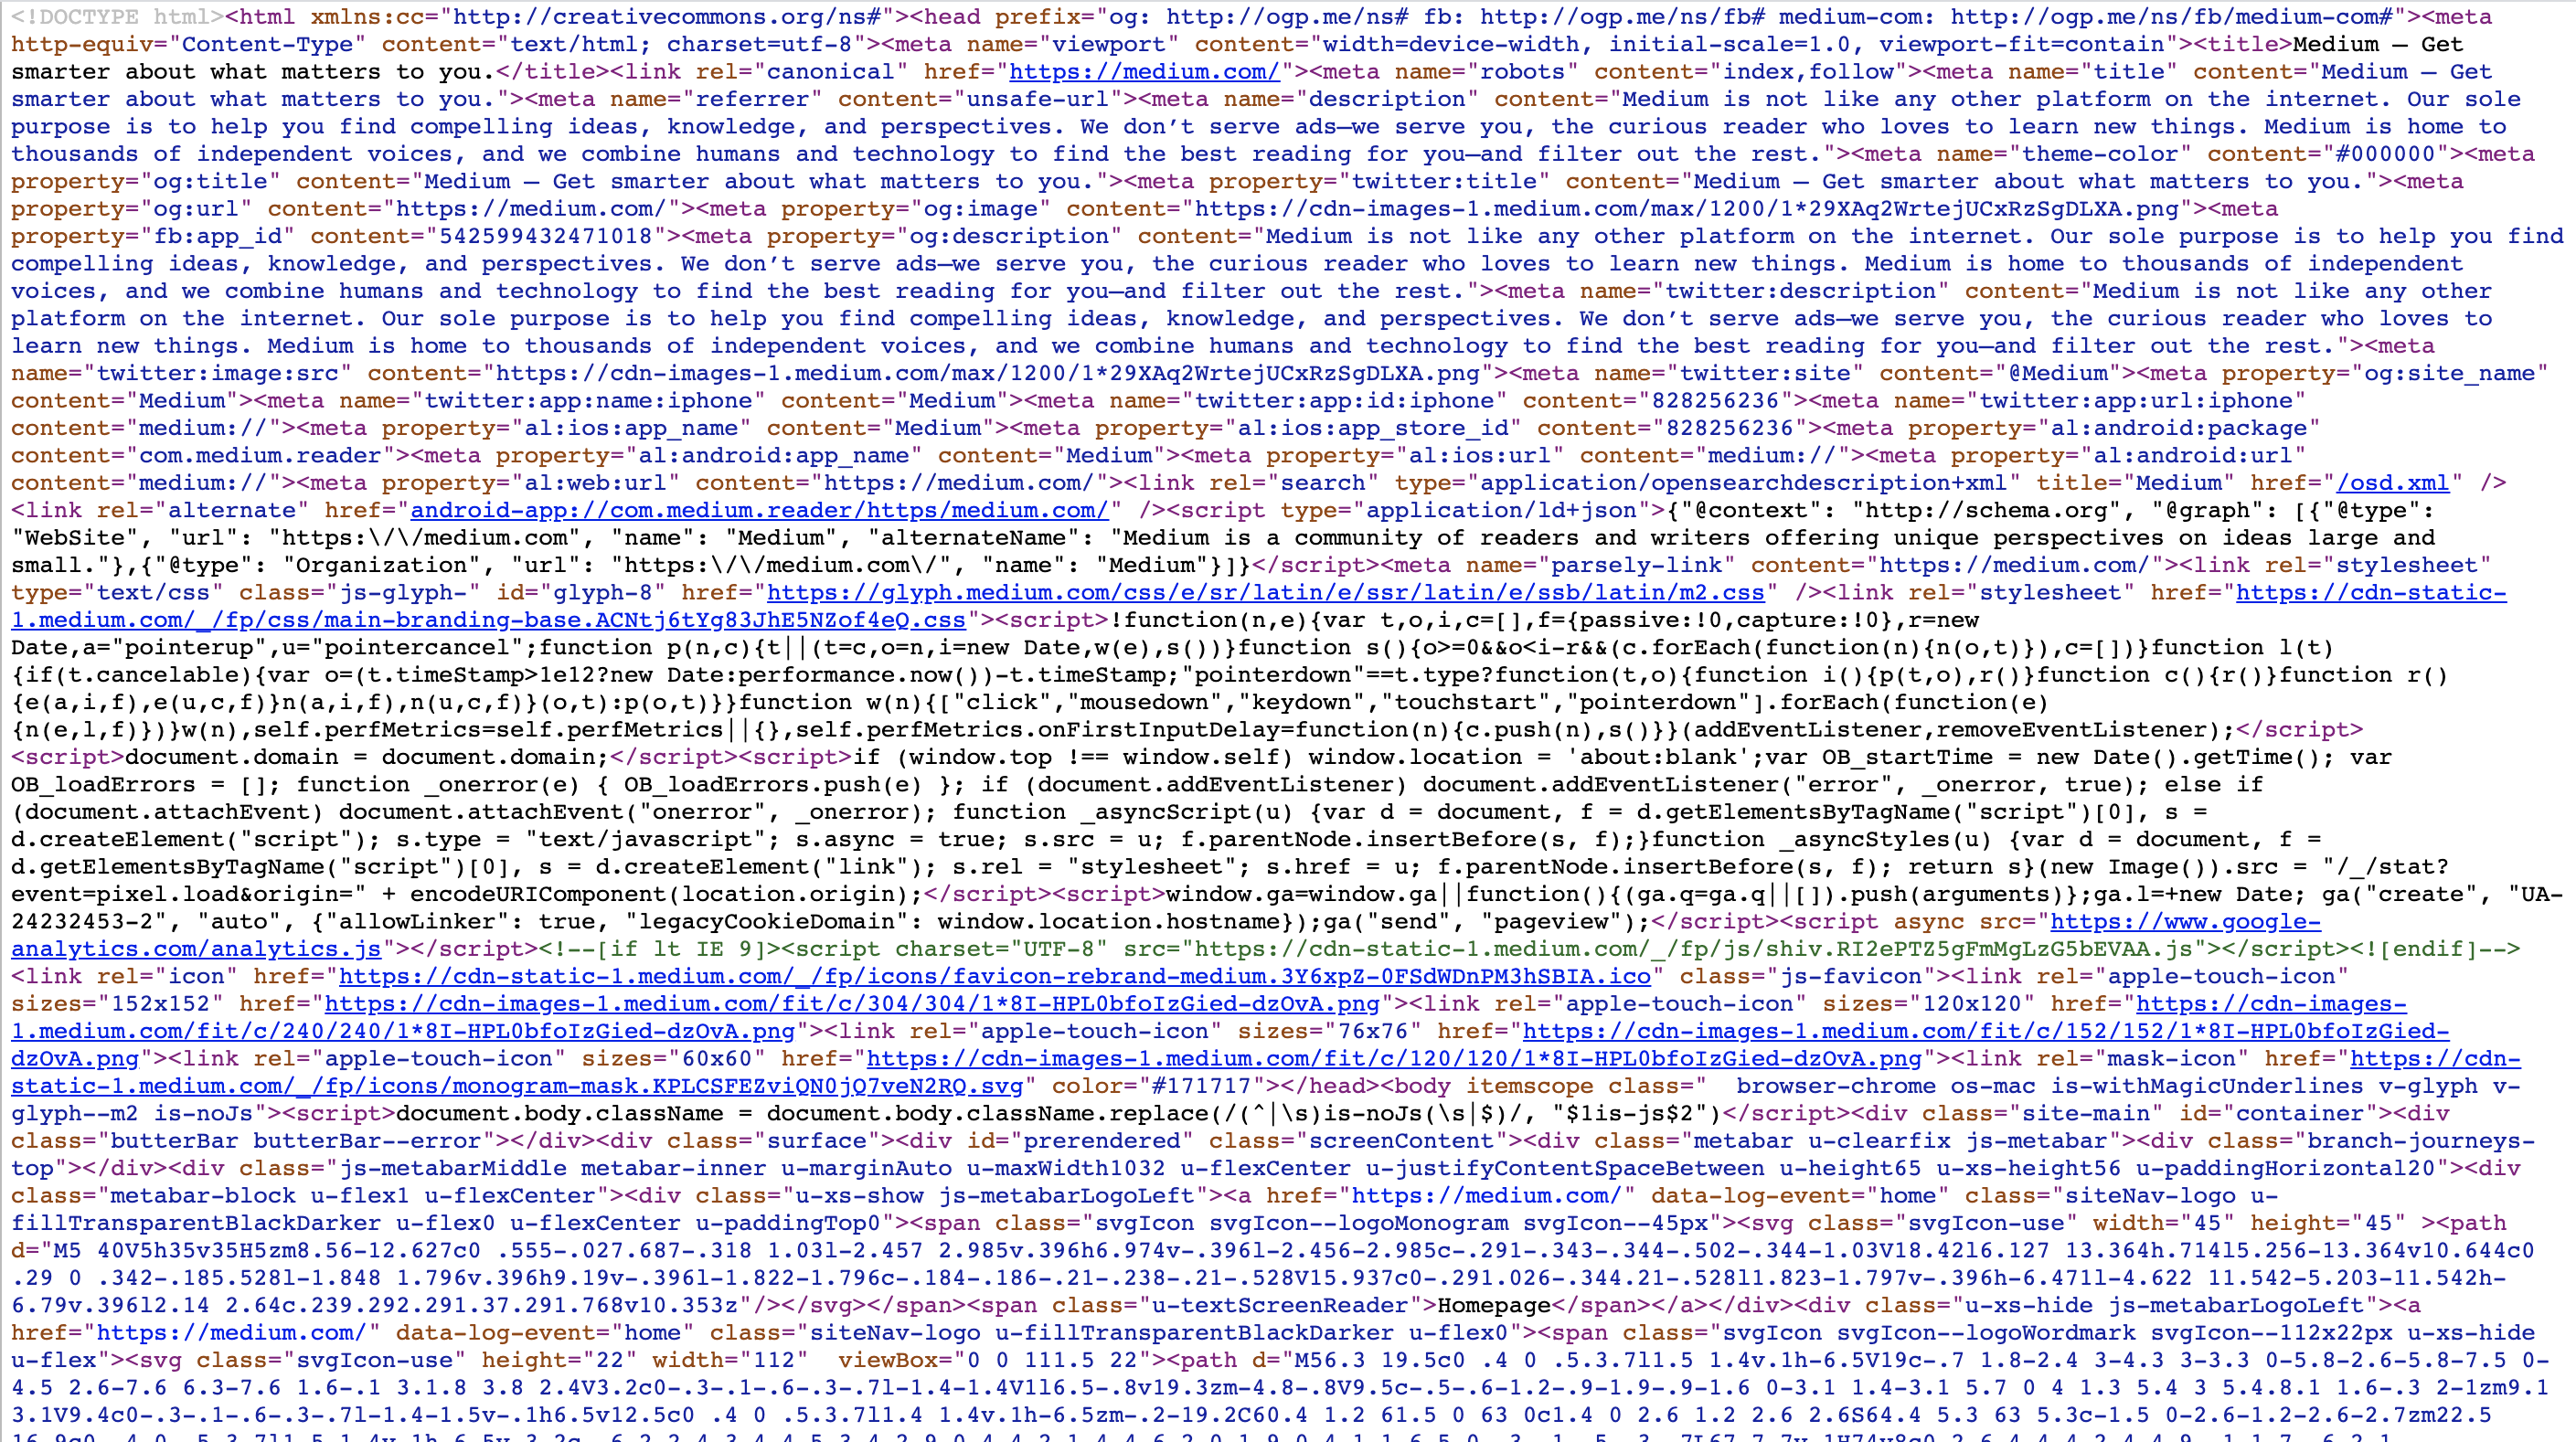 <!DOCTYPE html><html xmlns:cc="http://creativecommons.org/ns#"><head prefix="og: http://ogp.me/ns# fb: http://ogp.me/ns/fb# medium-com: http://ogp.me/ns/fb/medium-com#"><meta
http-equiv="Content-Type" content="text/html; charset=utf-8"><meta name="viewport" content="width=device-width, initial-scale=1.0, viewport-fit=contain"><title>Medium – Get
smarter about what matters to you.</title><link rel="canonical" href="https://medium.com/"><meta name="robots" content="index,follow"><meta name="title" content="Medium – Get
smarter about what matters to you."><meta name="referrer" content="unsafe-url"><meta name="description" content="Medium is not like any other platform on the internet. Our sole
purpose is to help you find compelling ideas, knowledge, and perspectives. We don’t serve ads—we serve you, the curious reader who loves to learn new things. Medium is home to
thousands of independent voices, and we combine humans and technology to find the best reading for you—and filter out the rest."><meta name="theme-color" content="#000000"><meta
property="og:title" content="Medium – Get smarter about what matters to you."><meta property="twitter:title" content="Medium – Get smarter about what matters to you."><meta
property="og:url" content="https://medium.com/"><meta property="og:image" content="https://cdn-images-1.medium.com/max/1200/1*29XAq2WrtejUCxRzSgDLXA.png"><meta
property="fb:app_id" content="542599432471018"><meta property="og:description" content="Medium is not like any other platform on the internet. Our sole purpose is to help you find
compelling ideas, knowledge, and perspectives. We don’t serve ads—we serve you, the curious reader who loves to learn new things. Medium is home to thousands of independent
voices, and we combine humans and technology to find the best reading for you—and filter out the rest."><meta name="twitter:description" content="Medium is not like any other
platform on the internet. Our sole purpose is to help you find compelling ideas, knowledge, and perspectives. We don’t serve ads—we serve you, the curious reader who loves to
learn new things. Medium is home to thousands of independent voices, and we combine humans and technology to find the best reading for you—and filter out the rest."><meta
name="twitter:image:src" content="https://cdn-images-1.medium.com/max/1200/1*29XAq2WrtejUCxRzSgDLXA.png"><meta name="twitter:site" content="@Medium"><meta property="og:site_name"
content="Medium"><meta name="twitter:app:name:iphone" content="Medium"><meta name="twitter:app:id:iphone" content="828256236"><meta name="twitter:app:url:iphone"
content="medium://"><meta property="al:ios:app_name" content="Medium"><meta property="al:ios:app_store_id" content="828256236"><meta property="al:android:package"
content="com.medium.reader"><meta property="al:android:app_name" content="Medium"><meta property="al:ios:url" content="medium://"><meta property="al:android:url"
content="medium://"><meta property="al:web:url" content="https://medium.com/"><link rel="search" type="application/opensearchdescription+xml" title="Medium" href="/osd.xml" />
<link rel="alternate" href="android-app://com.medium.reader/https/medium.com/" /><script type="application/ld+json">{"@context": "http://schema.org", "@graph": [{"@type":
"WebSite", "url": "https:\/\/medium.com", "name": "Medium", "alternateName": "Medium is a community of readers and writers offering unique perspectives on ideas large and
small."},{"@type": "Organization", "url": "https:\/\/medium.com\/", "name": "Medium"}]}</script><meta name="parsely-link" content="https://medium.com/"><link rel="stylesheet"
type="text/css" class="js-glyph-" id="glyph-8" href="https://glyph.medium.com/css/e/sr/latin/e/ssr/latin/e/ssb/latin/m2.css" /><link rel="stylesheet" href="https://cdn-static-
1.medium.com/_/fp/css/main-branding-base.ACNtj6tYg83JhE5NZof4eQ.css"><script>!function(n,e){var t,o,i,c=[],f={passive:!0,capture:!0},r=new
Date,a="pointerup",u="pointercancel";function p(n,c){t||(t=c,o=n,i=new Date,w(e),s())}function s(){o>=0&&o<i-r&&(c.forEach(function(n){n(o,t)}),c=[])}function l(t)
{if(t.cancelable){var o=(t.timeStamp>1e12?new Date:performance.now())-t.timeStamp;"pointerdown"==t.type?function(t,o){function i(){p(t,o),r()}function c(){r()}function r()
{e(a,i,f),e(u,c,f)}n(a,i,f),n(u,c,f)}(o,t):p(o,t)}}function w(n){["click","mousedown","keydown","touchstart","pointerdown"].forEach(function(e)
{n(e,l,f)})}w(n),self.perfMetrics=self.perfMetrics||{},self.perfMetrics.onFirstInputDelay=function(n){c.push(n),s()}}(addEventListener,removeEventListener);</script>
<script>document.domain = document.domain;</script><script>if (window.top !== window.self) window.location = 'about:blank';var OB_startTime = new Date().getTime(); var
OB_loadErrors = []; function _onerror(e) { OB_loadErrors.push(e) }; if (document.addEventListener) document.addEventListener("error", _onerror, true); else if
(document.attachEvent) document.attachEvent("onerror", _onerror); function _asyncScript(u) {var d = document, f = d.getElementsByTagName("script")[0], s =
d.createElement("script"); s.type = "text/javascript"; s.async = true; s.src = u; f.parentNode.insertBefore(s, f);}function _asyncStyles(u) {var d = document, f =
d.getElementsByTagName("script")[0], s = d.createElement("link"); s.rel = "stylesheet"; s.href = u; f.parentNode.insertBefore(s, f); return s}(new Image()).src = "/_/stat?
event=pixel.load&origin=" + encodeURIComponent(location.origin);</script><script>window.ga=window.ga||function(){(ga.q=ga.q||[]).push(arguments)};ga.l=+new Date; ga("create", "UA-
24232453-2", "auto", {"allowLinker": true, "legacyCookieDomain": window.location.hostname});ga("send", "pageview");</script><script async src="https://www.google-
analytics.com/analytics.js"></script><!--[if lt IE 9]><script charset="UTF-8" src="https://cdn-static-1.medium.com/_/fp/js/shiv.RI2ePTZ5gFmMgLzG5bEVAA.js"></script><![endif]-->
<link rel="icon" href="https://cdn-static-1.medium.com/_/fp/icons/favicon-rebrand-medium.3Y6xpZ-0FSdWDnPM3hSBIA.ico" class="js-favicon"><link rel="apple-touch-icon"
sizes="152x152" href="https://cdn-images-1.medium.com/fit/c/304/304/1*8I-HPL0bfoIzGied-dzOvA.png"><link rel="apple-touch-icon" sizes="120x120" href="https://cdn-images-
1.medium.com/fit/c/240/240/1*8I-HPL0bfoIzGied-dzOvA.png"><link rel="apple-touch-icon" sizes="76x76" href="https://cdn-images-1.medium.com/fit/c/152/152/1*8I-HPL0bfoIzGied-
dzOvA.png"><link rel="apple-touch-icon" sizes="60x60" href="https://cdn-images-1.medium.com/fit/c/120/120/1*8I-HPL0bfoIzGied-dzOvA.png"><link rel="mask-icon" href="https://cdn-
static-1.medium.com/_/fp/icons/monogram-mask.KPLCSFEZviQN0jQ7veN2RQ.svg" color="#171717"></head><body itemscope class="  browser-chrome os-mac is-withMagicUnderlines v-glyph v-
glyph--m2 is-noJs"><script>document.body.className = document.body.className.replace(/(^|\s)is-noJs(\s|$)/, "$1is-js$2")</script><div class="site-main" id="container"><div
class="butterBar butterBar--error"></div><div class="surface"><div id="prerendered" class="screenContent"><div class="metabar u-clearfix js-metabar"><div class="branch-journeys-
top"></div><div class="js-metabarMiddle metabar-inner u-marginAuto u-maxWidth1032 u-flexCenter u-justifyContentSpaceBetween u-height65 u-xs-height56 u-paddingHorizontal20"><div
class="metabar-block u-flex1 u-flexCenter"><div class="u-xs-show js-metabarLogoLeft"><a href="https://medium.com/" data-log-event="home" class="siteNav-logo u-
fillTransparentBlackDarker u-flex0 u-flexCenter u-paddingTop0"><span class="svgIcon svgIcon--logoMonogram svgIcon--45px"><svg class="svgIcon-use" width="45" height="45" ><path
d="M5 40V5h35v35H5zm8.56-12.627c0 .555-.027.687-.318 1.03l-2.457 2.985v.396h6.974v-.396l-2.456-2.985c-.291-.343-.344-.502-.344-1.03V18.42l6.127 13.364h.714l5.256-13.364v10.644c0
.29 0 .342-.185.528l-1.848 1.796v.396h9.19v-.396l-1.822-1.796c-.184-.186-.21-.238-.21-.528V15.937c0-.291.026-.344.21-.528l1.823-1.797v-.396h-6.471l-4.622 11.542-5.203-11.542h-
6.79v.396l2.14 2.64c.239.292.291.37.291.768v10.353z"/></svg></span><span class="u-textScreenReader">Homepage</span></a></div><div class="u-xs-hide js-metabarLogoLeft"><a
href="https://medium.com/" data-log-event="home" class="siteNav-logo u-fillTransparentBlackDarker u-flex0"><span class="svgIcon svgIcon--logoWordmark svgIcon--112x22px u-xs-hide
u-flex"><svg class="svgIcon-use" height="22" width="112"  viewBox="0 0 111.5 22"><path d="M56.3 19.5c0 .4 0 .5.3.7l1.5 1.4v.1h-6.5V19c-.7 1.8-2.4 3-4.3 3-3.3 0-5.8-2.6-5.8-7.5 0-
4.5 2.6-7.6 6.3-7.6 1.6-.1 3.1.8 3.8 2.4V3.2c0-.3-.1-.6-.3-.7l-1.4-1.4V1l6.5-.8v19.3zm-4.8-.8V9.5c-.5-.6-1.2-.9-1.9-.9-1.6 0-3.1 1.4-3.1 5.7 0 4 1.3 5.4 3 5.4.8.1 1.6-.3 2-1zm9.1
3.1V9.4c0-.3-.1-.6-.3-.7l-1.4-1.5v-.1h6.5v12.5c0 .4 0 .5.3.7l1.4 1.4v.1h-6.5zm-.2-19.2C60.4 1.2 61.5 0 63 0c1.4 0 2.6 1.2 2.6 2.6S64.4 5.3 63 5.3c-1.5 0-2.6-1.2-2.6-2.7zm22.5